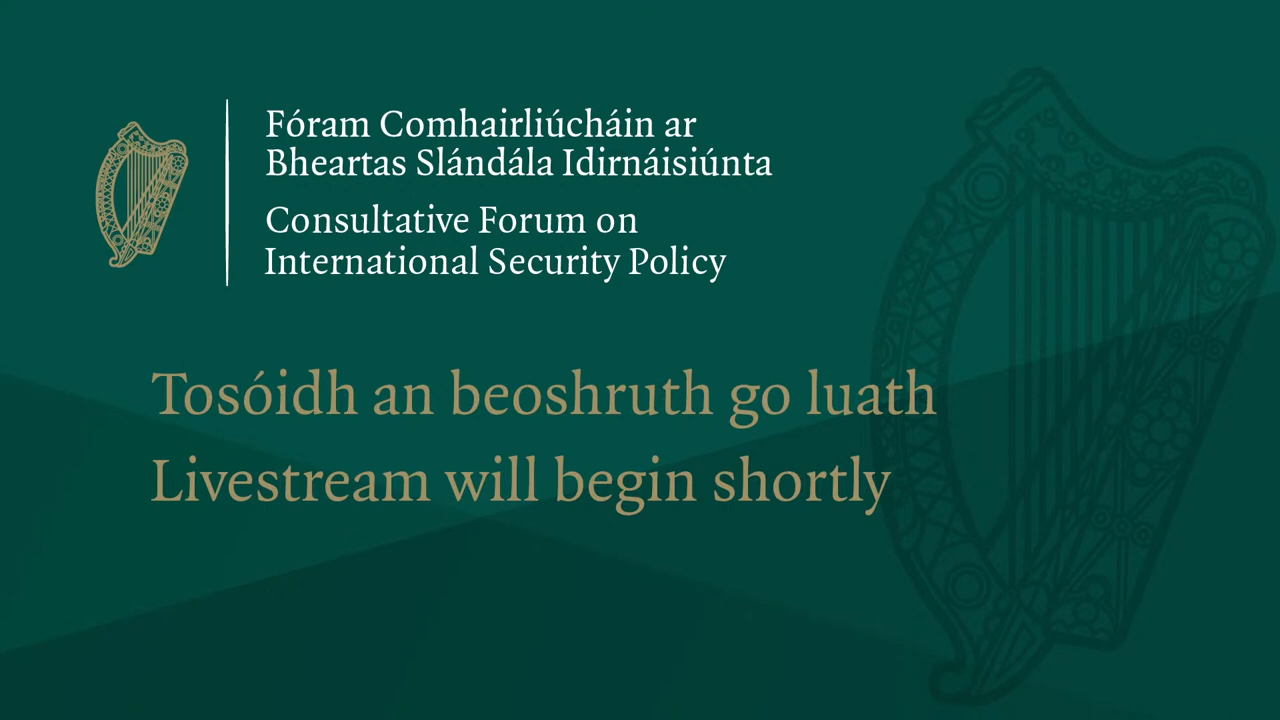 Fóram Comhairliúcháin ar
Bheartas Slándála Idirnáisiúnta
Consultative Forum on
International Security Policy
Tosóidh an beoshruth go luath
Livestream will begin shortly